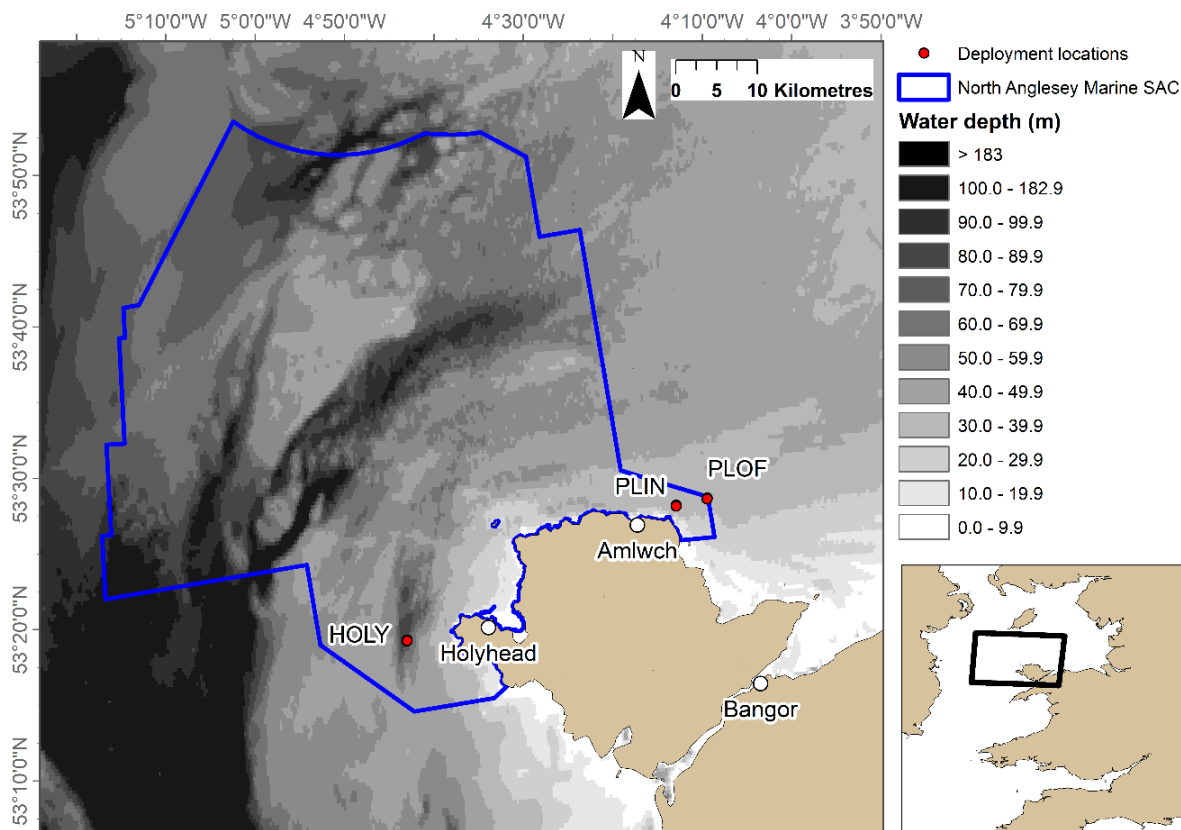 5°10'0"W 5°0'0"W 4°50'0"W 4°30'0"W 4°10'0"W 4°0'0"W 3°50'0"W
N
0 5 10 Kilometres
53°50'0"N
53°40'0"N
53°30'0"N
53°20'0"N
53°10'0"N
PLOF
PLIN
Amlwch
HOLY
Holyhead
Bangor
Deployment locations
North Anglesey Marine SAC
Water depth (m)
> 183
100.0 - 182.9
90.0 - 99.9
80.0 - 89.9
70.0 - 79.9
60.0 - 69.9
50.0 - 59.9
40.0 - 49.9
30.0 - 39.9
20.0 - 29.9
10.0 - 19.9
0.0 - 9.9